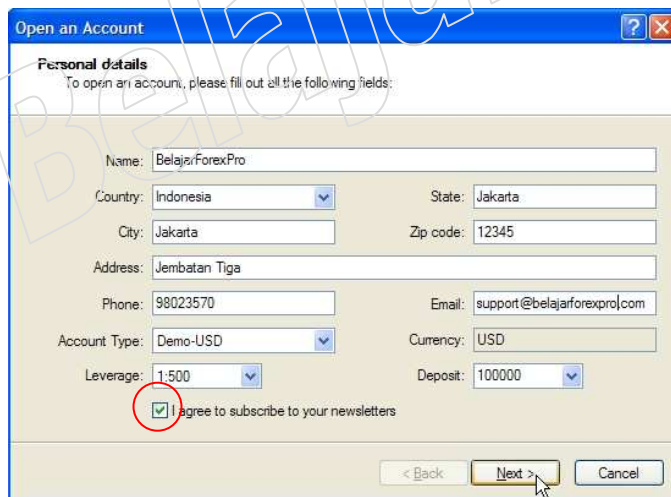 Open an Account
Personal details
To open an account, please fill out all the following fields:
Name: BelajarForexPro
Country: Indonesia State: Jakarta
City: Jakarta Zip code: 12345
Address: Jembatan Tiga
Phone: 98023570 Email: support@belajarforexpro.com
Account Type: Demo-USD Currency: USD
Leverage: 1:500 Deposit: 100000
I agree to subscribe to your newsletters
< Back Next > Cancel